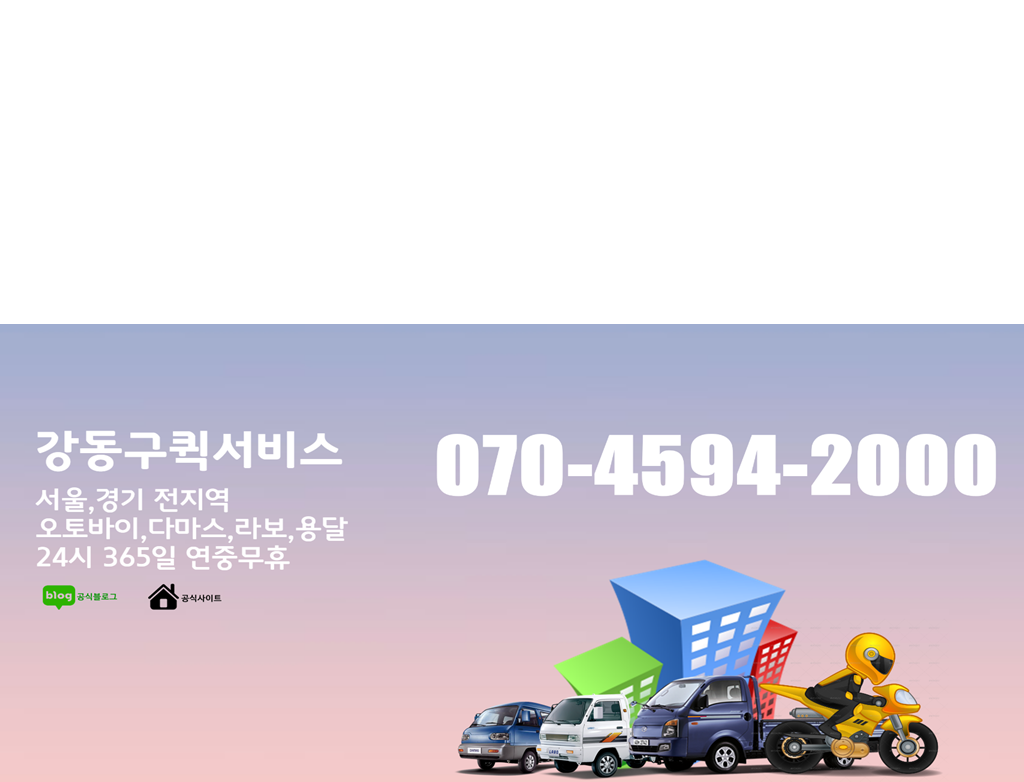 강동구퀵서비스
070-4594-2000
서울,경기 전지역
오토바이,다마스,라보,용달
24시 365일 연중무휴
blog 공식블로그
공식사이트